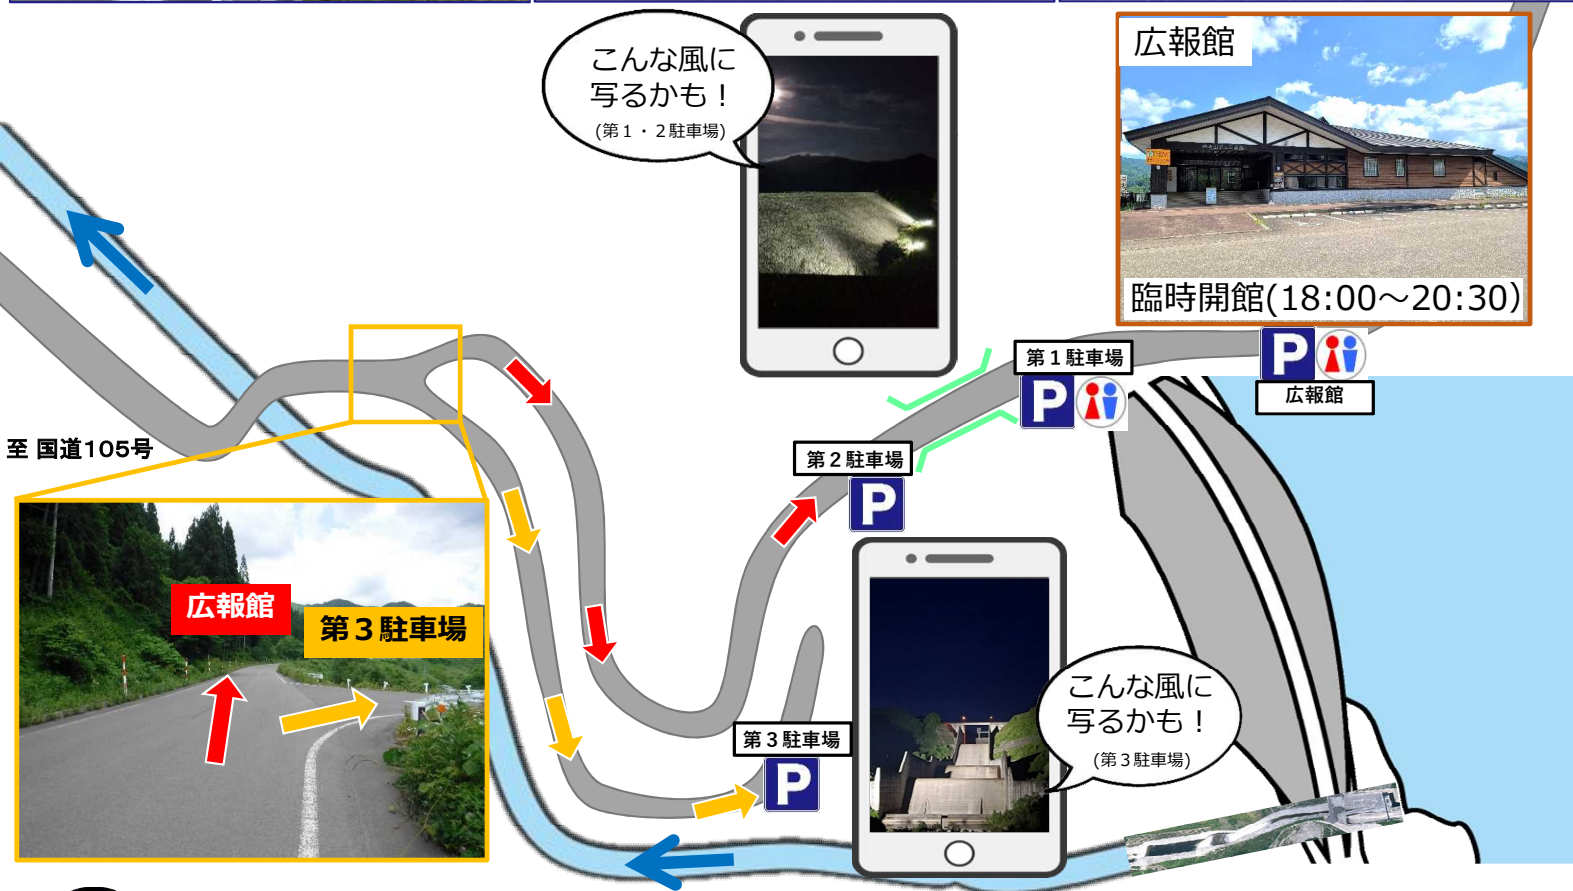 こんな風に
写るかも！
(第１・２駐車場)
広報館
臨時開館(18:00～20:30)
第１駐車場
P
P
広報館
至 国道105号
第２駐車場
P
広報館
第３駐車場
第３駐車場
P
こんな風に
写るかも！
(第３駐車場)